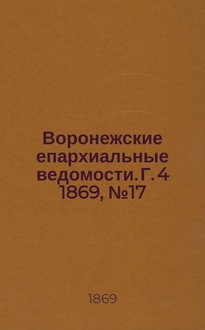 Воронежские
епархиальные
ведомости. Г. 4
1869, №17
1869